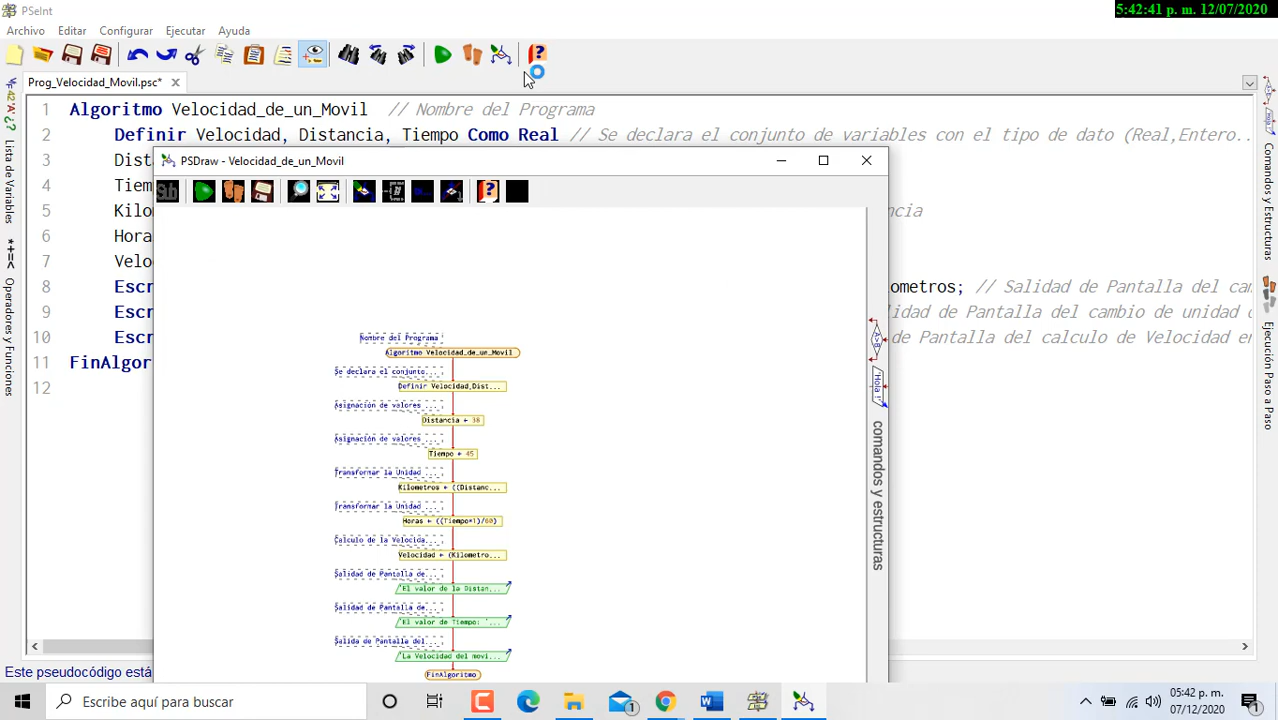 PSeInt
5:42:41 p. m. 12/07/2020
Archivo Editar Configurar Ejecutar Ayuda
Prog_Velocidad_Movil.psc*
1 Algoritmo Velocidad_de_un_Movil // Nombre del Programa
2 Definir Velocidad, Distancia, Tiempo Como Real // Se declara el conjunto de variables con el tipo de dato (Real,Entero..
3 Dist
4 Tiem
5 Kilo ncia
6 Hora
7 Velo
8 Escr ometros; // Salidad de Pantalla del cam
9 Escr lidad de Pantalla del cambio de unidad d
10 Escr de Pantalla del calculo de Velocidad en
11 FinAlgor
12
Lista de Variables
Operadores y Funciones
Comandos y Estructuras
Ejecución Paso a Paso
PSDraw - Velocidad_de_un_Movil
Sub
Nombre del Programa
Algoritmo Velocidad_de_un_Movil
Se declara el conjunto...
Definir Velocidad,Dist...
Asignación de valores ...
Distancia ← 38
Asignación de valores ...
Tiempo ← 45
Transformar la Unidad ...
Kilometros ← ((Distanc...
Transformar la Unidad ...
Horas ← ((Tiempo*1)/60)
Calculo de la Velocida...
Velocidad ← (Kilometro...
Salidad de Pantalla de...
'El valor de la Distan...
Salidad de Pantalla de...
'El valor de Tiempo: '...
Salida de Pantalla del...
'La Velocidad del movi...
FinAlgoritmo
A>B
'Hola !'
comandos y estructuras
Este pseudocódigo está
Escribe aquí para buscar
05:42 p. m.
07/12/2020